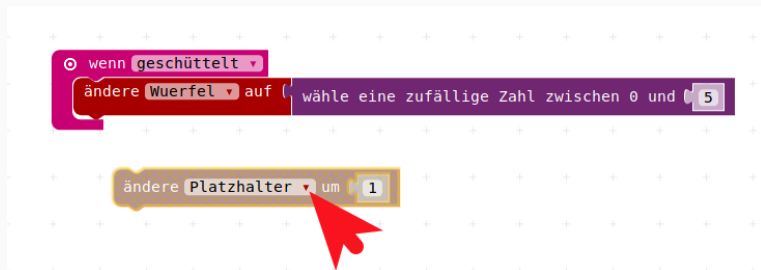 wenn geschüttelt
ändere Wuerfel auf wähle eine zufällige Zahl zwischen 0 und 5
ändere Platzhalter um 1